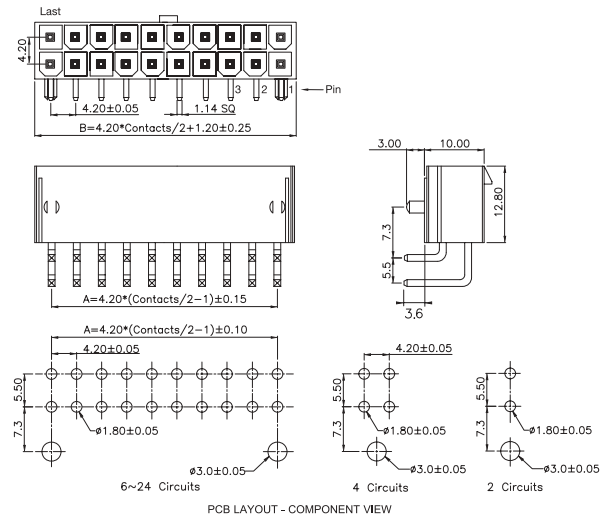 Last
4.20
3 2 1
Pin
4.20±0.05
1.14 SQ
B=4.20*Contacts/2+1.20±0.25
3.00
10.00
12.80
7.3
5.5
3.6
A=4.20*(Contacts/2-1)±0.15
A=4.20*(Contacts/2-1)±0.10
4.20±0.05
5.50
7.3
ø1.80±0.05
ø3.0±0.05
6~24 Circuits
4.20±0.05
5.50
7.3
ø1.80±0.05
ø3.0±0.05
4 Circuits
5.50
7.3
ø1.80±0.05
ø3.0±0.05
2 Circuits
PCB LAYOUT - COMPONENT VIEW